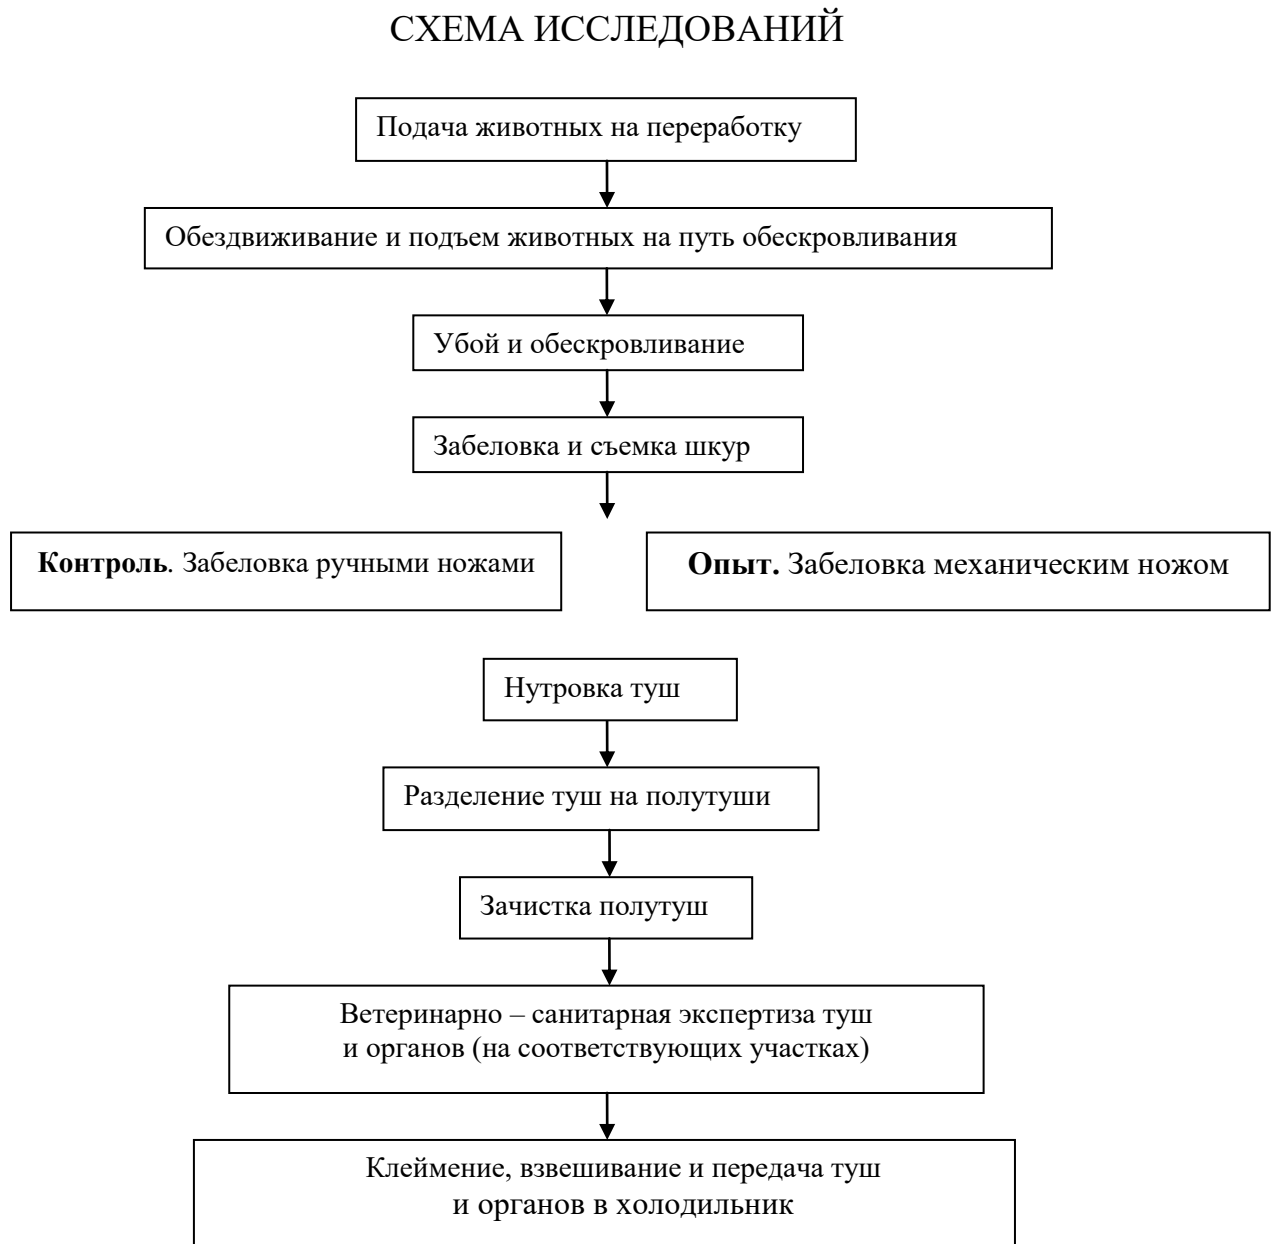 СХЕМА ИССЛЕДОВАНИЙ
Подача животных на переработку
Обездвиживание и подъем животных на путь обескровливания
Убой и обескровливание
Забеловка и съемка шкур
Контроль. Забеловка ручными ножами
Опыт. Забеловка механическим ножом
Нутровка туш
Разделение туш на полутуши
Зачистка полутуш
Ветеринарно – санитарная экспертиза туш
и органов (на соответствующих участках)
Клеймение, взвешивание и передача туш
и органов в холодильник